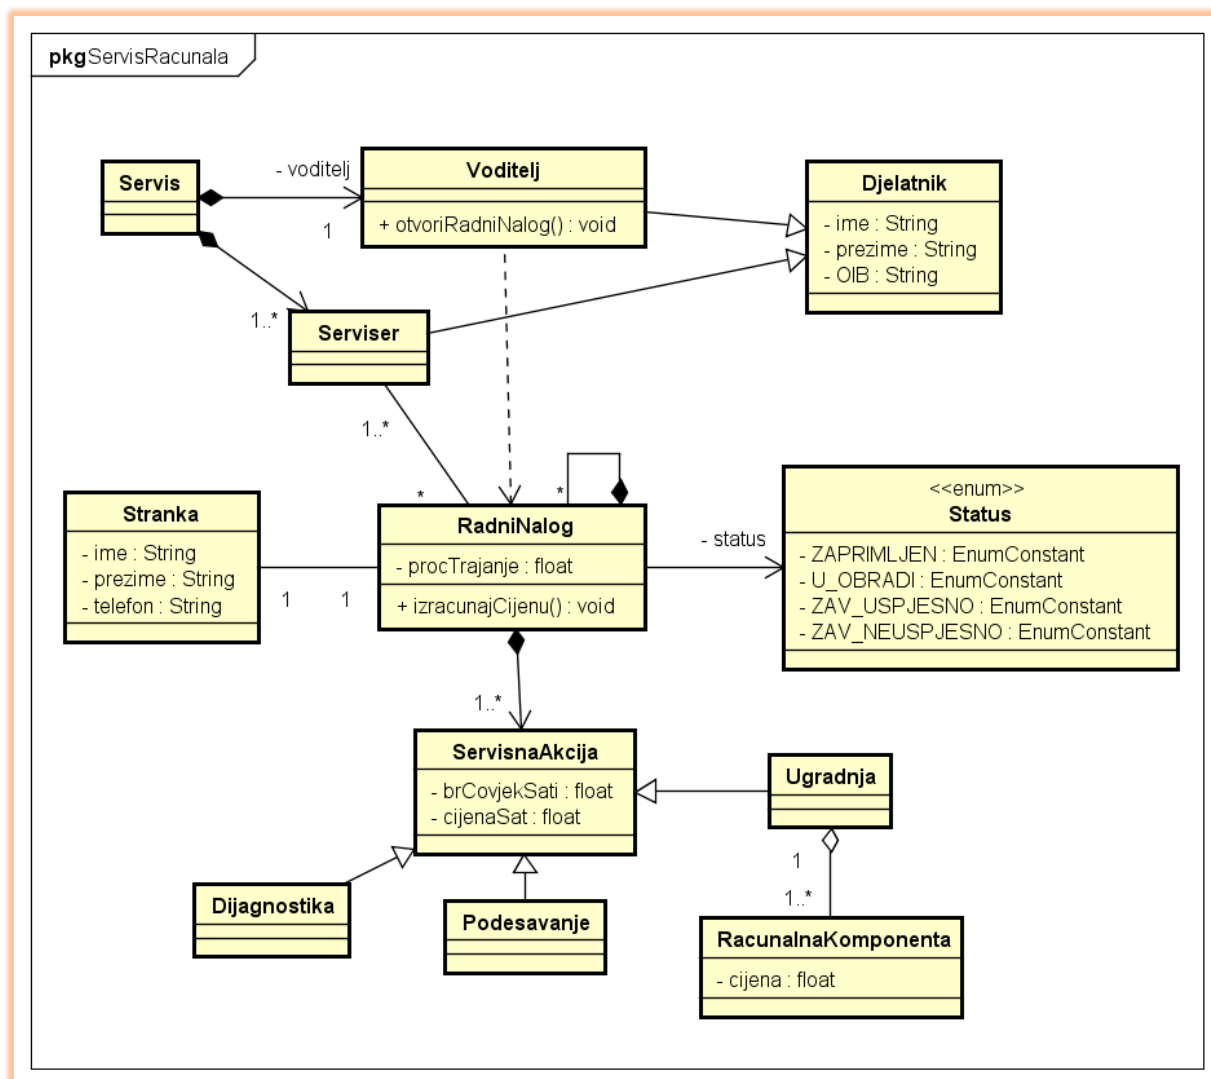 pkg ServisRacunala
Servis
- voditelj
1
Voditelj
+ otvoriRadniNalog() : void
Djelatnik
- ime : String
- prezime : String
- OIB : String
1..*
Serviser
1..*
*
*
Stranka
- ime : String
- prezime : String
- telefon : String
1
1
RadniNalog
- procTrajanje : float
+ izracunajCijenu() : void
- status
<<enum>>
Status
- ZAPRIMLJEN : EnumConstant
- U_OBRADI : EnumConstant
- ZAV_USPJESNO : EnumConstant
- ZAV_NEUSPJESNO : EnumConstant
1..*
ServisnaAkcija
- brCovjekSati : float
- cijenaSat : float
Ugradnja
1
1..*
Dijagnostika
Podesavanje
RacunalnaKomponenta
- cijena : float